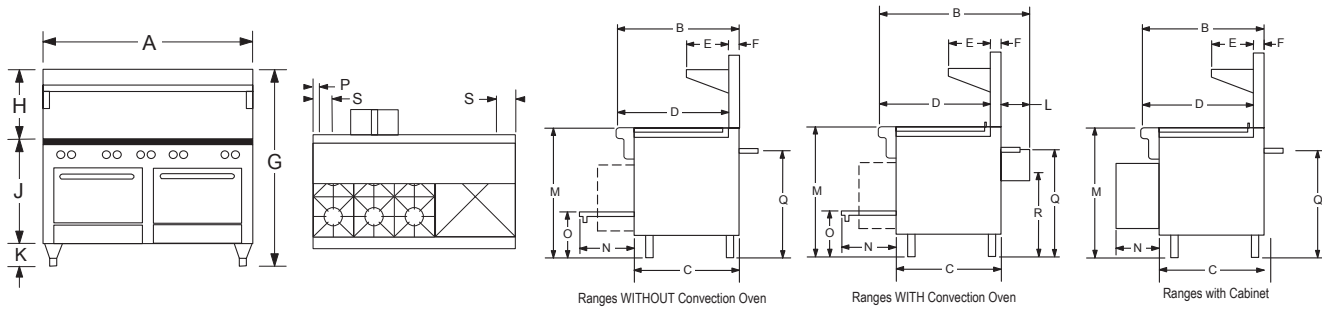 A
H
J
K
G
P
S
S
B
E
F
D
M
O
N
Q
C
Ranges WITHOUT Convection Oven
B
E
F
D
L
M
O
N
R
Q
C
Ranges WITH Convection Oven
B
E
F
D
M
N
Q
C
Ranges with Cabinet